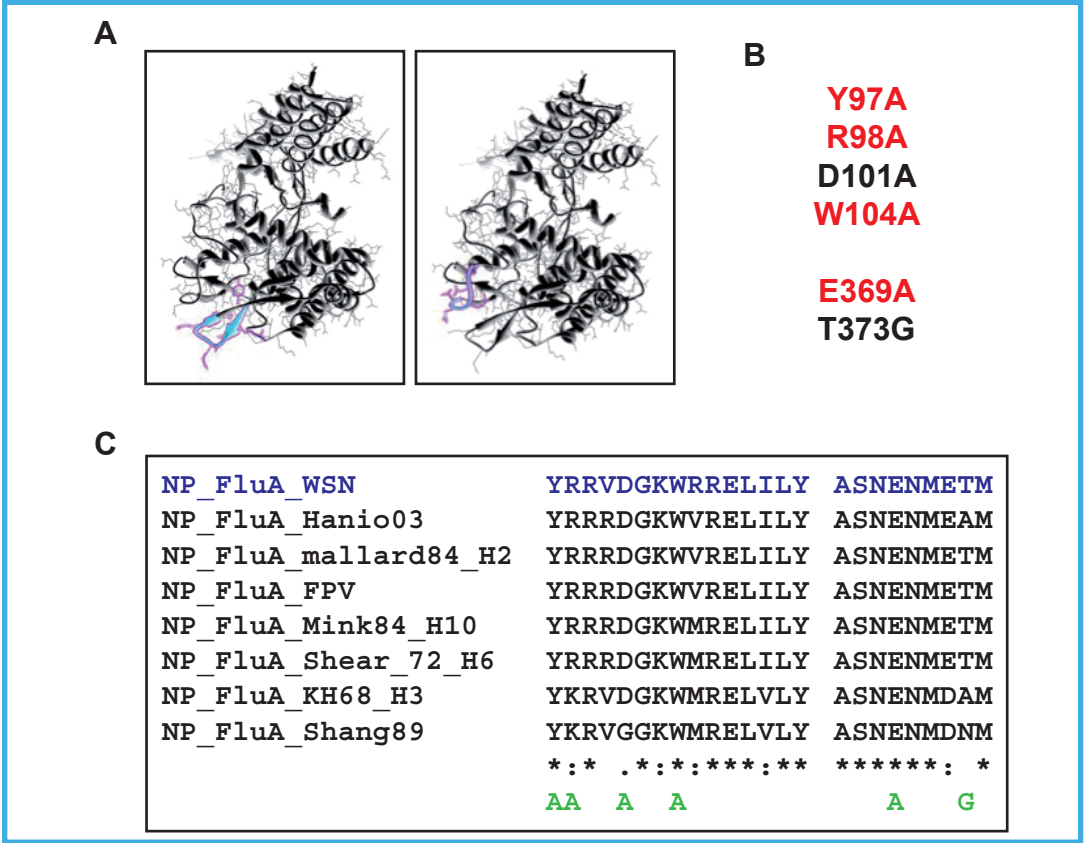 A
B
Y97A
R98A
D101A
W104A
E369A
T373G
C
NP_FluA_WSN YRRVDGKWRRELILY ASNENMETM
NP_FluA_Hanio03 YRRRDGKWVRELILY ASNENMEAM
NP_FluA_mallard84_H2 YRRRDGKWVRELILY ASNENMETM
NP_FluA_FPV YRRRDGKWVRELILY ASNENMETM
NP_FluA_Mink84_H10 YRRRDGKWMRELILY ASNENMETM
NP_FluA_Shear_72_H6 YRRRDGKWMRELILY ASNENMETM
NP_FluA_KH68_H3 YKRVDGKWMRELVLY ASNENMDAM
NP_FluA_Shang89 YKRVGGKWMRELVLY ASNENMDNM
*:* .*:*:***:** ******: *
AA A A A G